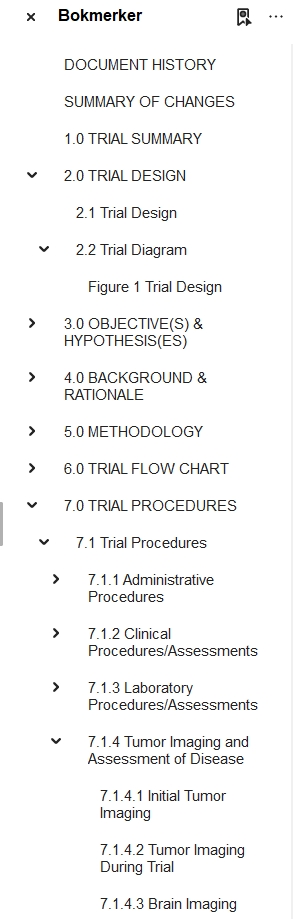 Bokmerker
DOCUMENT HISTORY
SUMMARY OF CHANGES
1.0 TRIAL SUMMARY
2.0 TRIAL DESIGN
2.1 Trial Design
2.2 Trial Diagram
Figure 1 Trial Design
3.0 OBJECTIVE(S) &
HYPOTHESIS(ES)
4.0 BACKGROUND &
RATIONALE
5.0 METHODOLOGY
6.0 TRIAL FLOW CHART
7.0 TRIAL PROCEDURES
7.1 Trial Procedures
7.1.1 Administrative
Procedures
7.1.2 Clinical
Procedures/Assessments
7.1.3 Laboratory
Procedures/Assessments
7.1.4 Tumor Imaging and
Assessment of Disease
7.1.4.1 Initial Tumor
Imaging
7.1.4.2 Tumor Imaging
During Trial
7.1.4.3 Brain Imaging